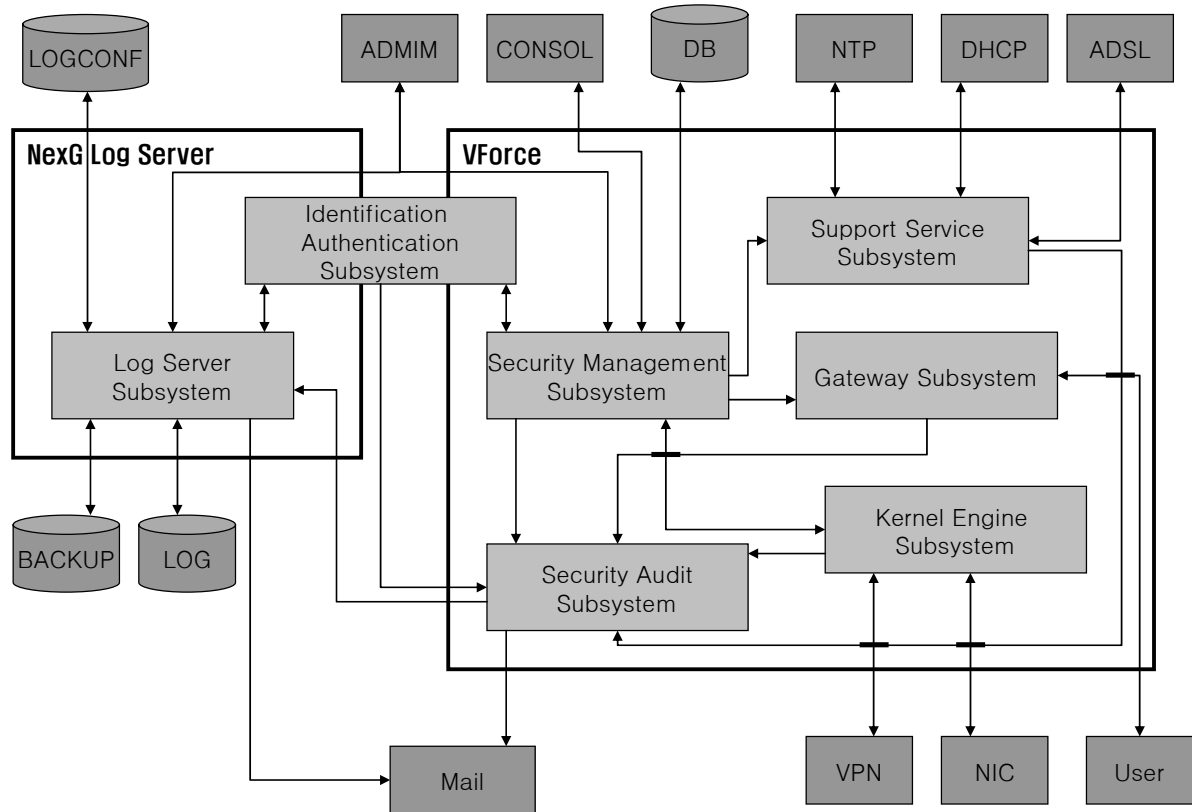 LOGCONF
ADMIM
CONSOL
DB
NTP
DHCP
ADSL
NexG Log Server
VForce
Identification
Authentication
Subsystem
Support Service
Subsystem
Log Server
Subsystem
Security Management
Subsystem
Gateway Subsystem
Kernel Engine
Subsystem
BACKUP
LOG
Security Audit
Subsystem
Mail
VPN
NIC
User